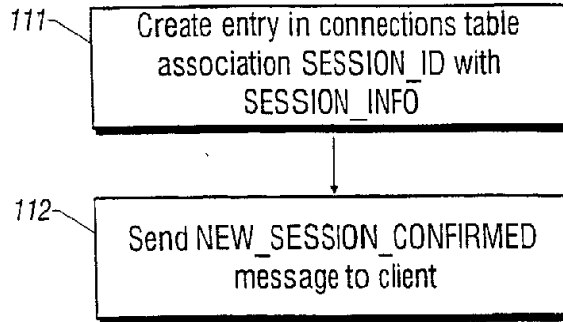 111
Create entry in connections table
association SESSION_ID with
SESSION_INFO
112
Send NEW_SESSION_CONFIRMED
message to client